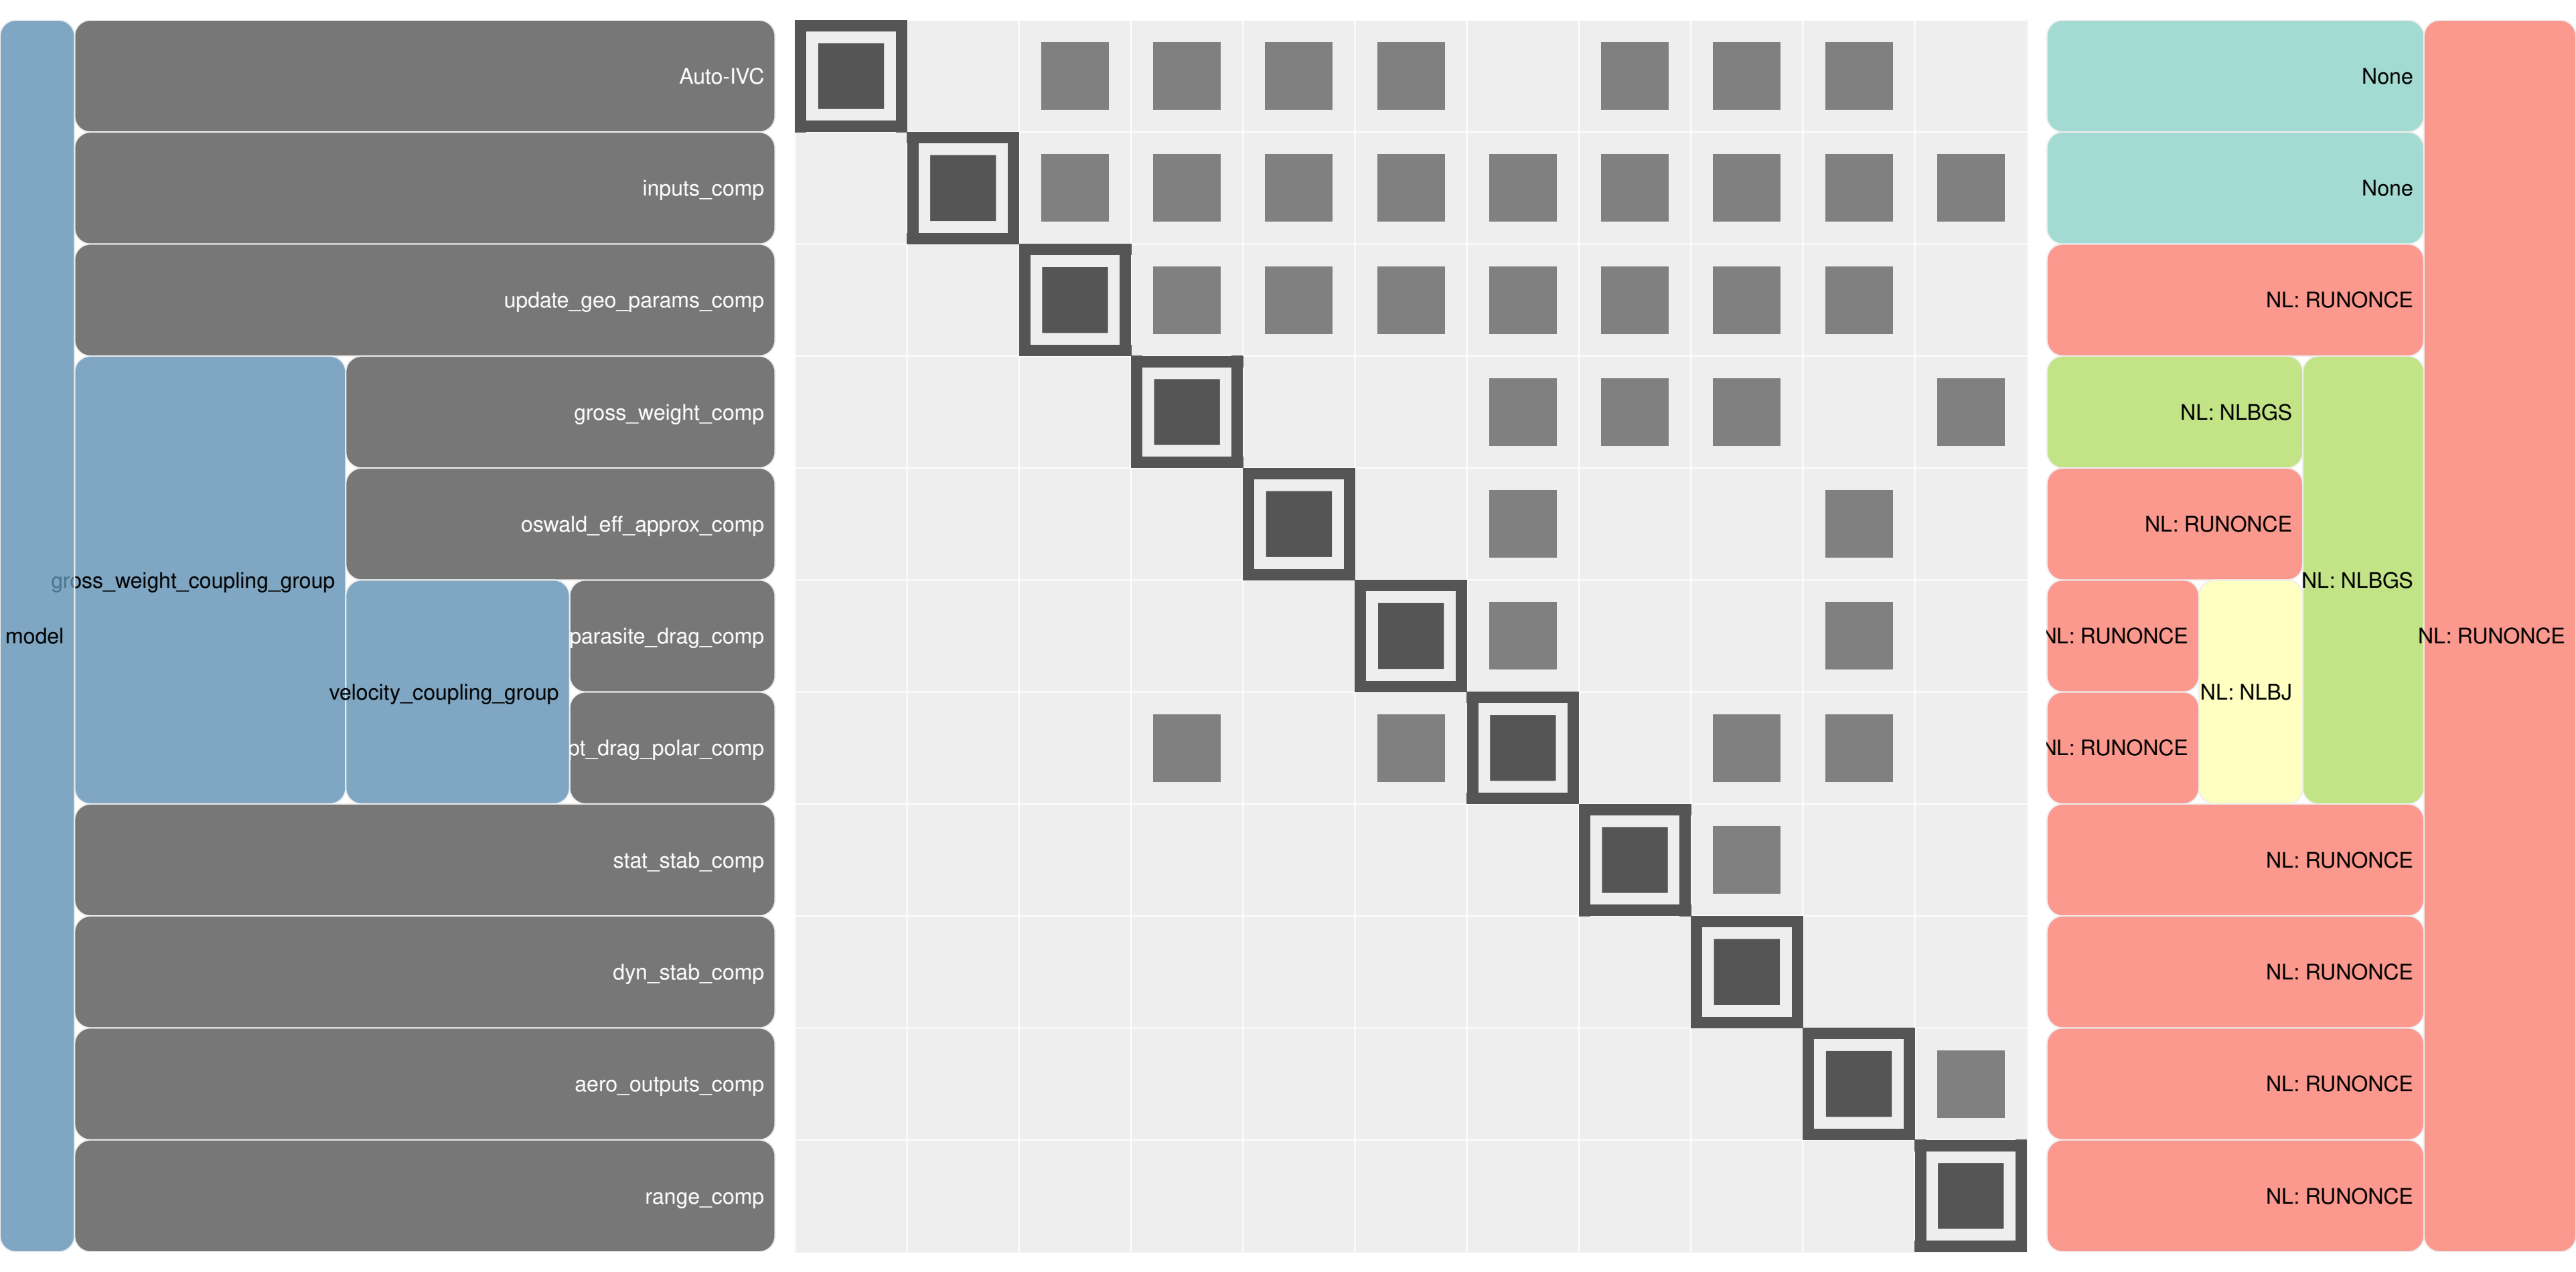 Auto-IVC
None
inputs_comp
None
update_geo_params_comp
NL: RUNONCE
gross_weight_comp
NL: NLBGS
oswald_eff_approx_comp
NL: RUNONCE
gross_weight_coupling_group
NL: NLBGS
model
parasite_drag_comp
NL: RUNONCE
NL: RUNONCE
velocity_coupling_group
NL: NLBJ
pt_drag_polar_comp
NL: RUNONCE
stat_stab_comp
NL: RUNONCE
dyn_stab_comp
NL: RUNONCE
aero_outputs_comp
NL: RUNONCE
range_comp
NL: RUNONCE